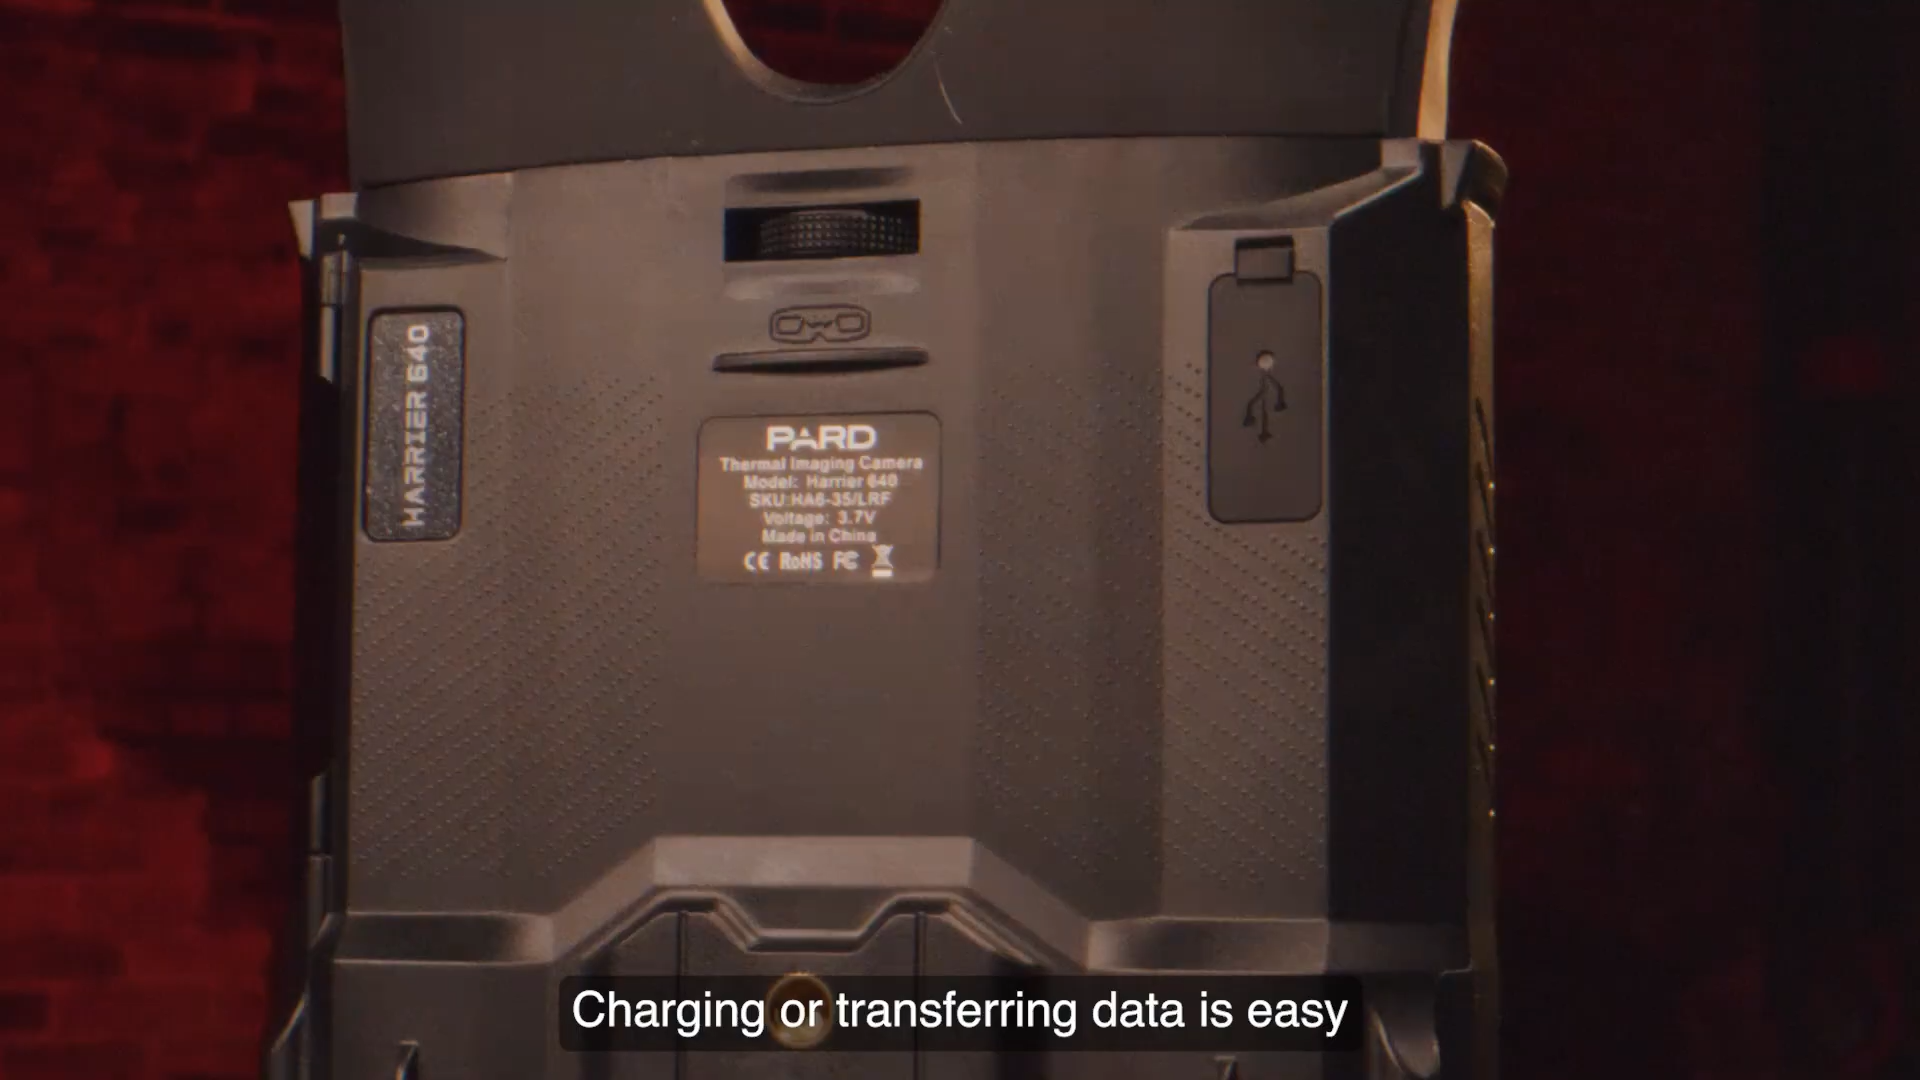 HARRIER 640
PARD
Thermal Imaging Camera
Model: Harrier 640
SKU:HA6-35/LRF
Voltage: 3.7V
Made in China
CE RoHS FC
Charging or transferring data is easy